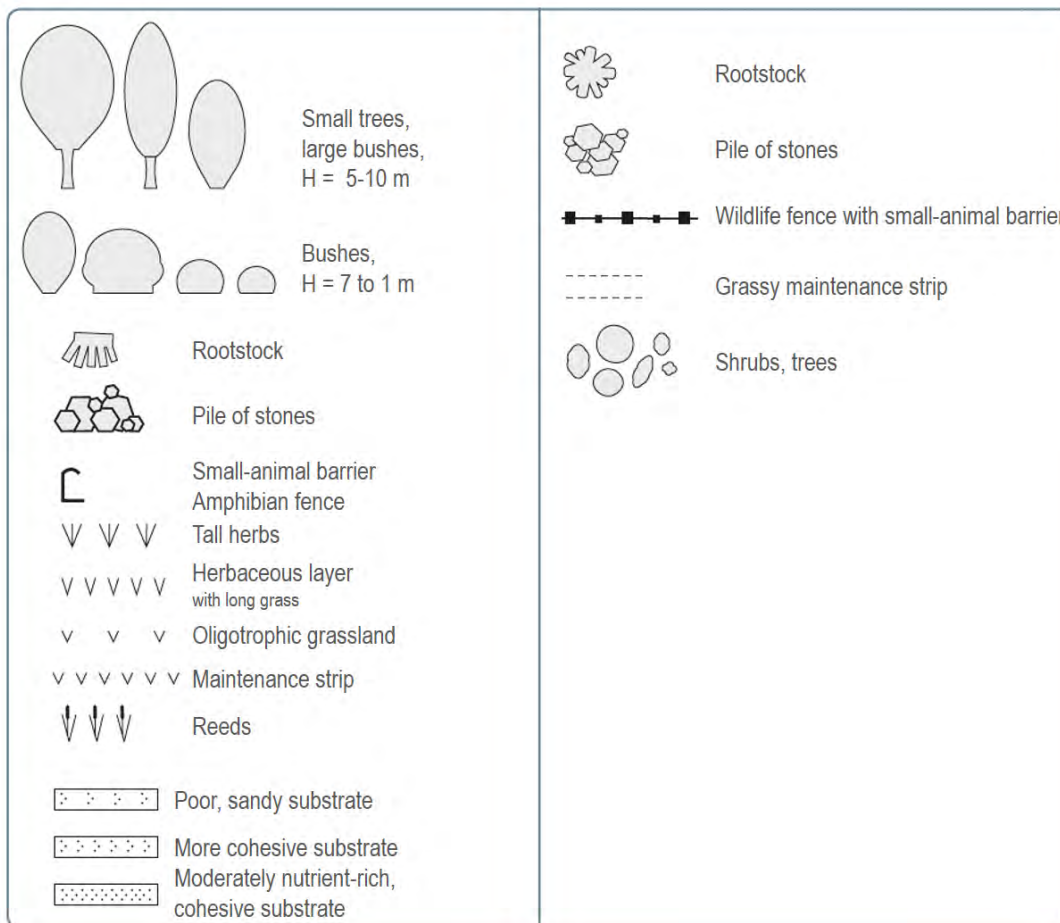 Small trees,
large bushes,
H = 5-10 m
Bushes,
H = 7 to 1 m
Rootstock
Pile of stones
Small-animal barrier
Amphibian fence
Tall herbs
Herbaceous layer
with long grass
Oligotrophic grassland
Maintenance strip
Reeds
Poor, sandy substrate
More cohesive substrate
Moderately nutrient-rich,
cohesive substrate
Rootstock
Pile of stones
Wildlife fence with small-animal barrier
Grassy maintenance strip
Shrubs, trees